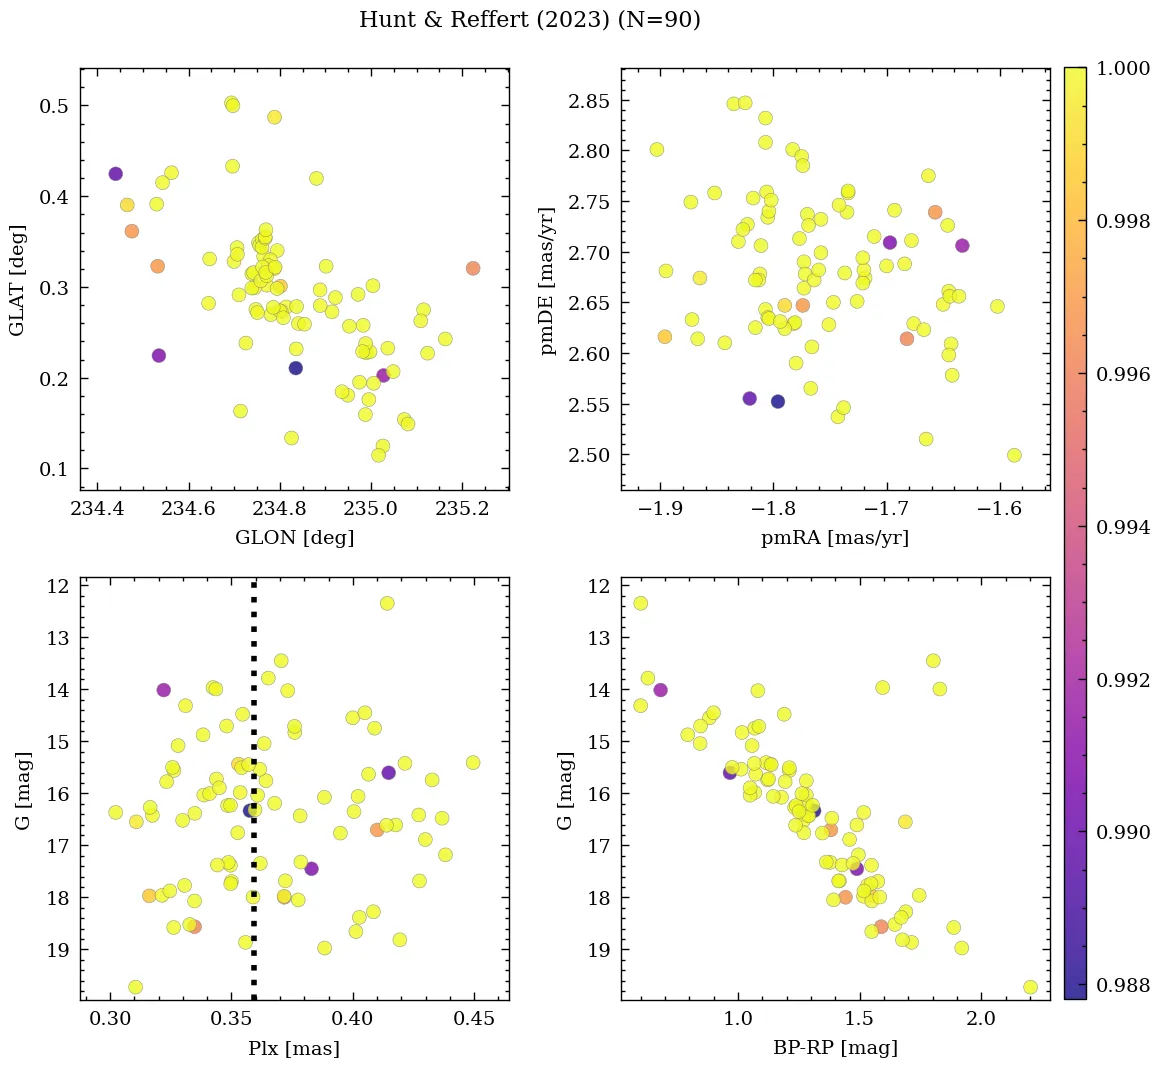 Hunt & Reffert (2023) (N=90)
0.5
0.4
0.3
0.2
0.1
GLAT [deg]
234.4 234.6 234.8 235.0 235.2
GLON [deg]
2.85
2.80
2.75
2.70
2.65
2.60
2.55
2.50
pmDE [mas/yr]
−1.9 −1.8 −1.7 −1.6
pmRA [mas/yr]
12
13
14
15
16
17
18
19
G [mag]
0.30 0.35 0.40 0.45
Plx [mas]
12
13
14
15
16
17
18
19
G [mag]
1.0 1.5 2.0
BP-RP [mag]
1.000
0.998
0.996
0.994
0.992
0.990
0.988